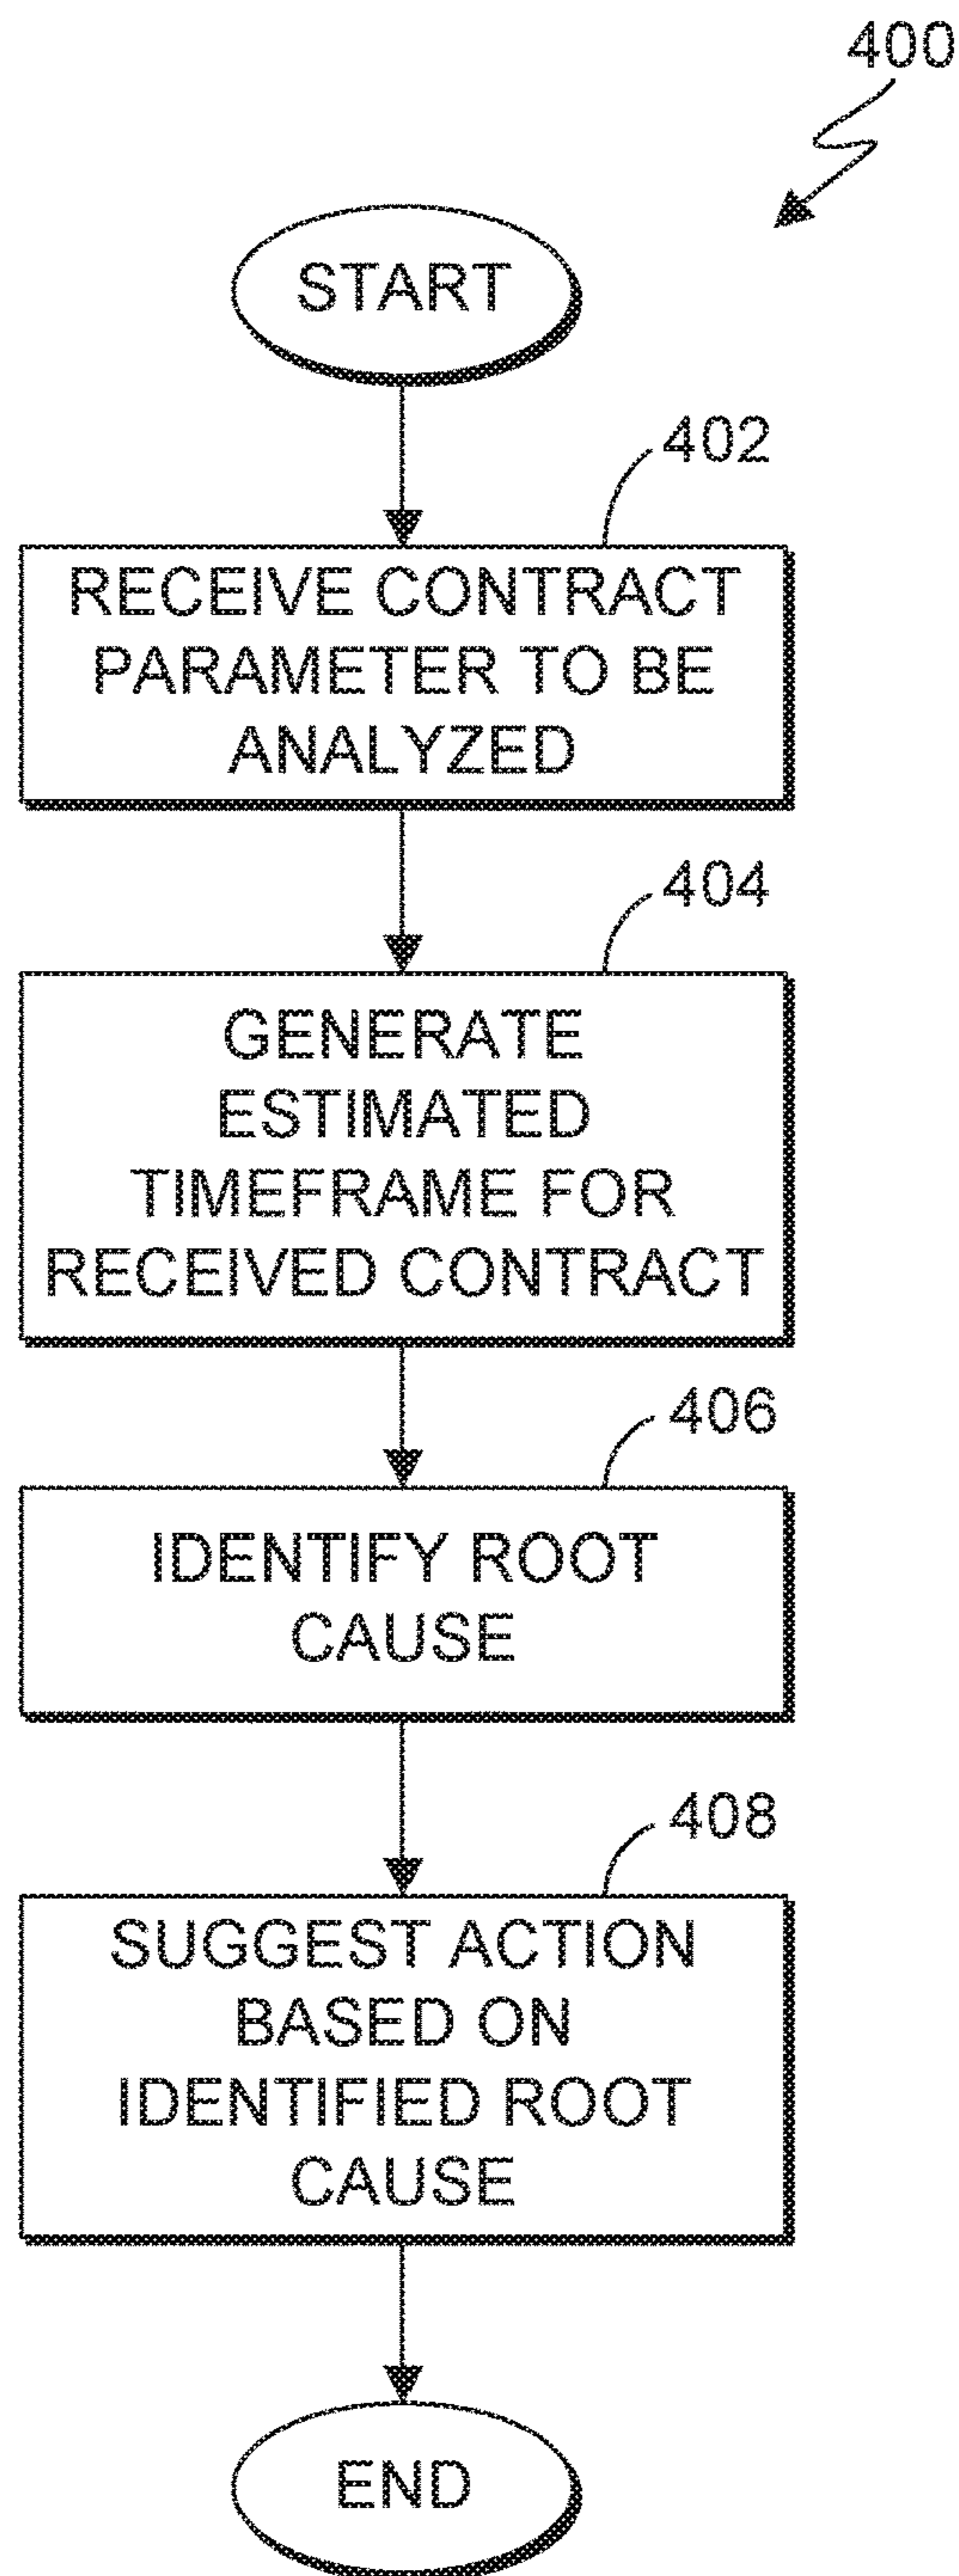 400
START
402
RECEIVE CONTRACT
PARAMETER TO BE
ANALYZED
404
GENERATE
ESTIMATED
TIMEFRAME FOR
RECEIVED CONTRACT
406
IDENTIFY ROOT
CAUSE
408
SUGGEST ACTION
BASED ON
IDENTIFIED ROOT
CAUSE
END